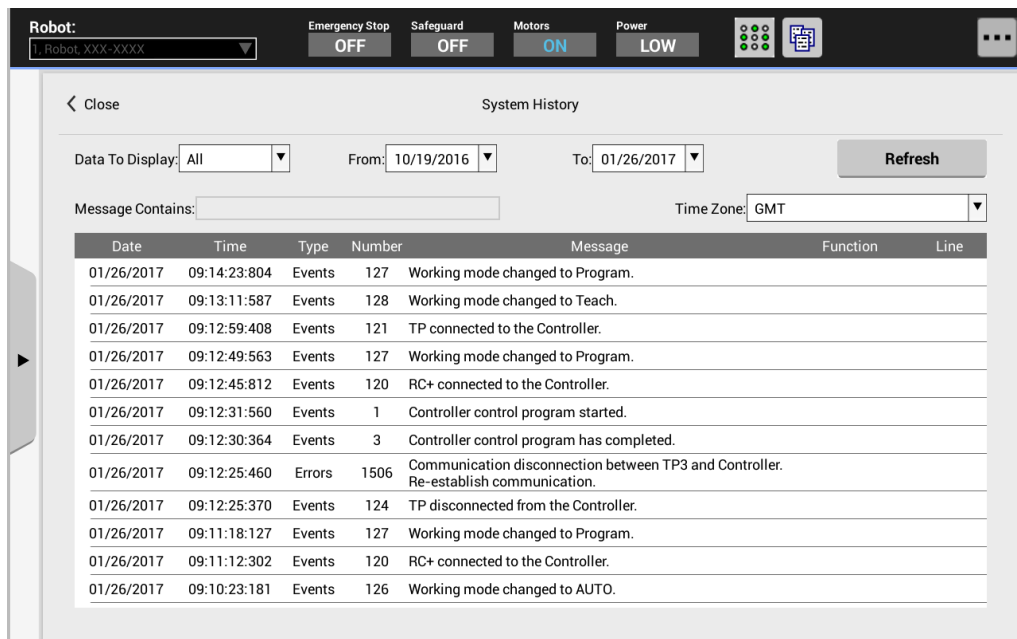 Robot:
1, Robot, XXX-XXXX
Emergency Stop
OFF
Safeguard
OFF
Motors
ON
Power
LOW
Close
System History
Data To Display: All
From: 10/19/2016
To: 01/26/2017
Refresh
Message Contains:
Time Zone: GMT
Date Time Type Number Message Function Line
01/26/2017 09:14:23:804 Events 127 Working mode changed to Program.
01/26/2017 09:13:11:587 Events 128 Working mode changed to Teach.
01/26/2017 09:12:59:408 Events 121 TP connected to the Controller.
01/26/2017 09:12:49:563 Events 127 Working mode changed to Program.
01/26/2017 09:12:45:812 Events 120 RC+ connected to the Controller.
01/26/2017 09:12:31:560 Events 1 Controller control program started.
01/26/2017 09:12:30:364 Events 3 Controller control program has completed.
01/26/2017 09:12:25:460 Errors 1506 Communication disconnection between TP3 and Controller.
Re-establish communication.
01/26/2017 09:12:25:370 Events 124 TP disconnected from the Controller.
01/26/2017 09:11:18:127 Events 127 Working mode changed to Program.
01/26/2017 09:11:12:302 Events 120 RC+ connected to the Controller.
01/26/2017 09:10:23:181 Events 126 Working mode changed to AUTO.